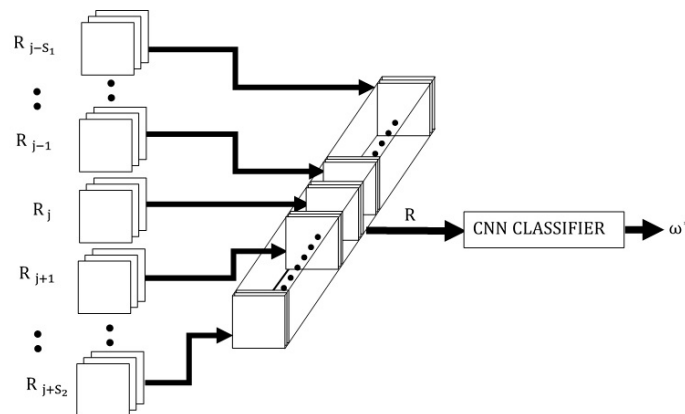 R j-s₁
R j-1
R j
R j+1
R j+s₂
R
CNN CLASSIFIER
ω'